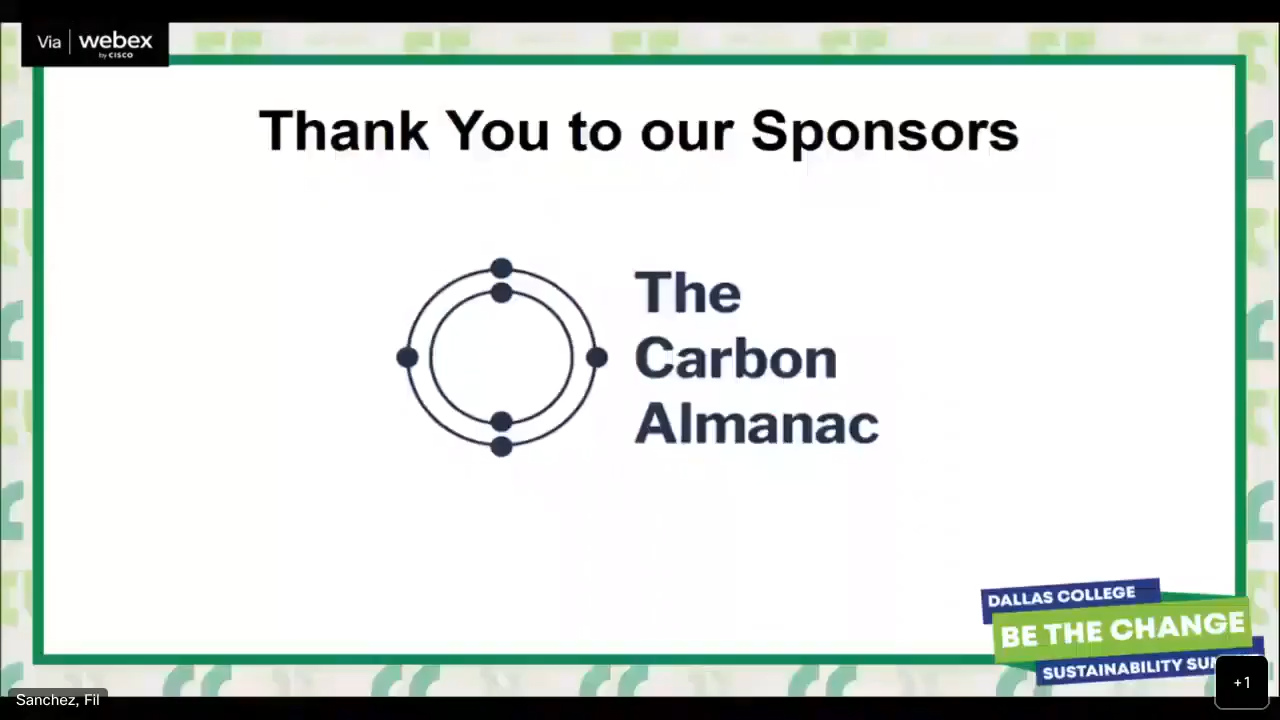 Via webex
by CISCO
Thank You to our Sponsors
The
Carbon
Almanac
DALLAS COLLEGE
BE THE CHANGE
SUSTAINABILITY
Sanchez, Fil
+1